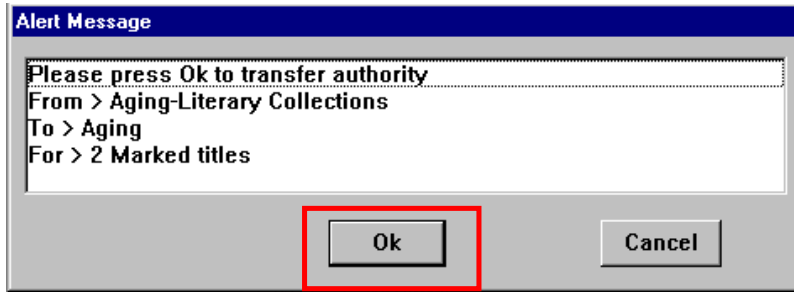 Alert Message
Please press Ok to transfer authority
From > Aging-Literary Collections
To > Aging
For > 2 Marked titles
Ok Cancel